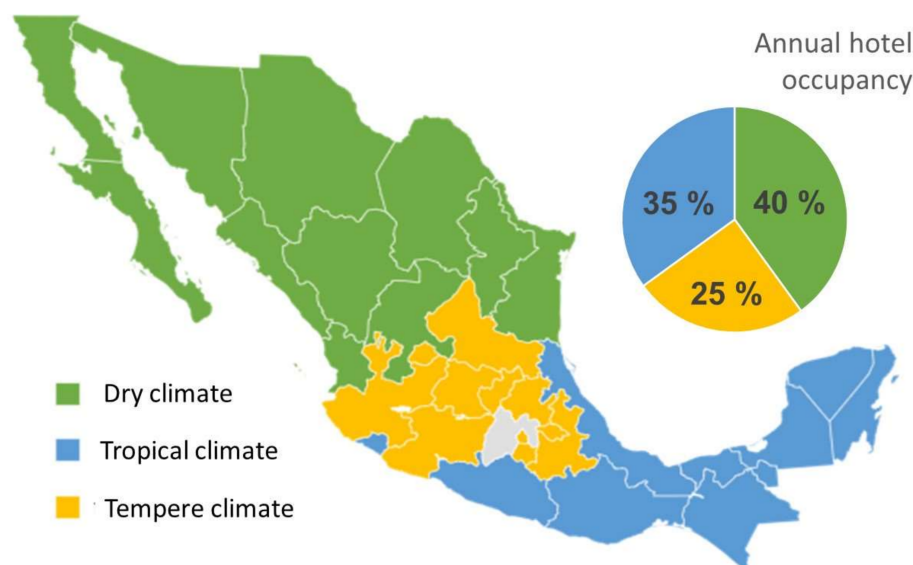 Annual hotel
occupancy
35 %
40 %
25 %
Dry climate
Tropical climate
Tempere climate